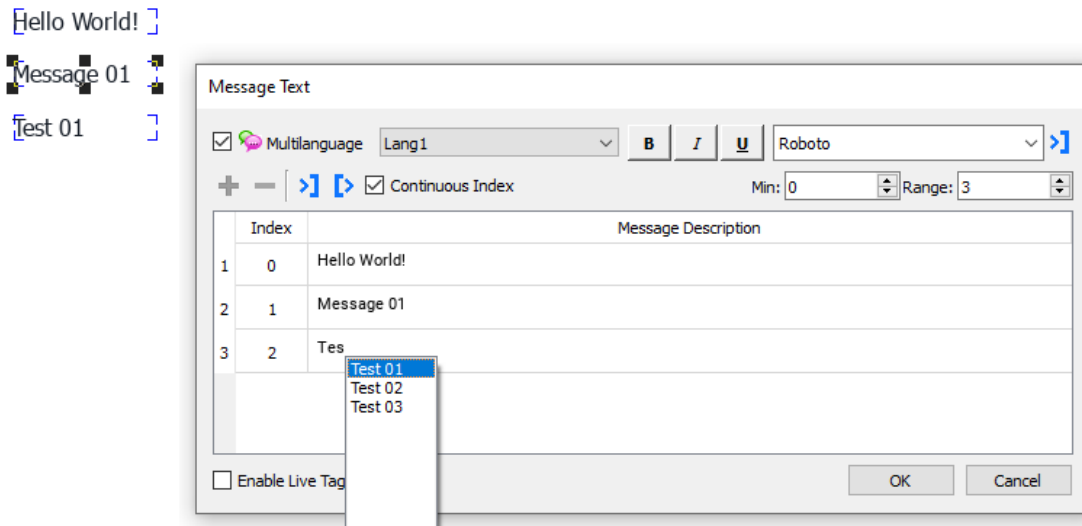 Hello World!
Message 01
Test 01
Message Text
Multilanguage Lang1 B I U Roboto
Continuous Index Min: 0 Range: 3
Index Message Description
1 0 Hello World!
2 1 Message 01
3 2 Tes
Test 01
Test 02
Test 03
Enable Live Tag OK Cancel